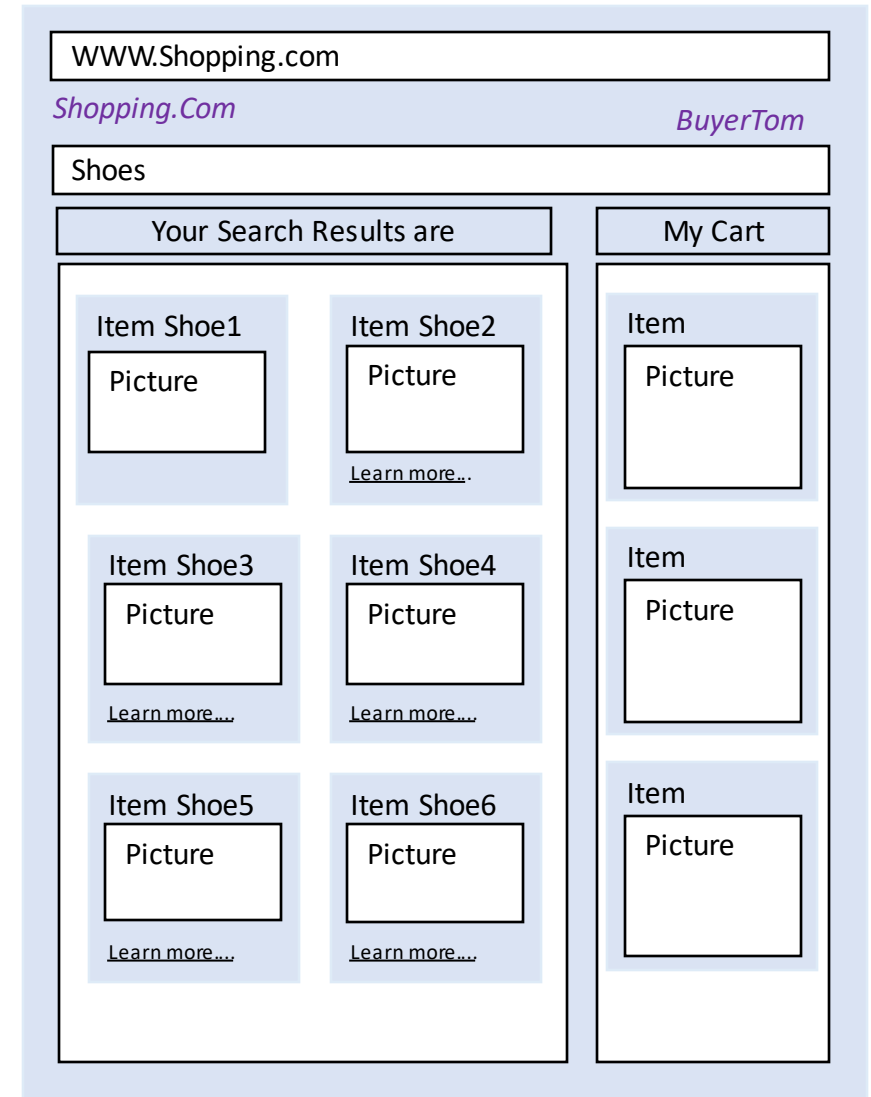 WWW.Shopping.com
Shopping.Com
BuyerTom
Shoes
Your Search Results are
My Cart
Item Shoe1
Picture
Item Shoe2
Picture
Learn more...
Item Shoe3
Picture
Learn more....
Item Shoe4
Picture
Learn more....
Item Shoe5
Picture
Learn more....
Item Shoe6
Picture
Learn more....
Item
Picture
Item
Picture
Item
Picture